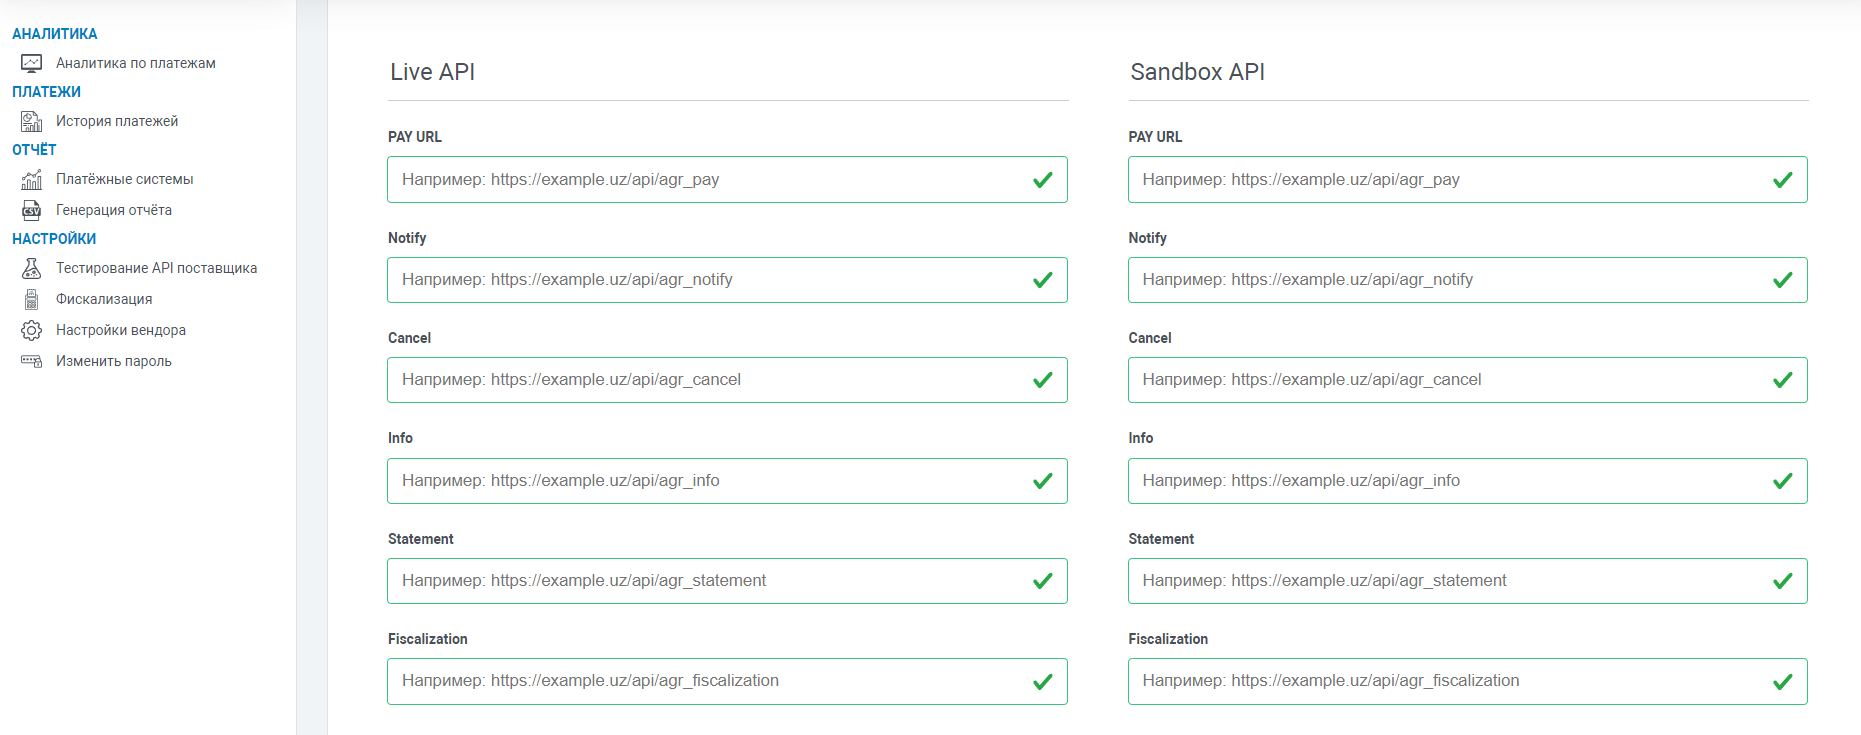 АНАЛИТИКА
Аналитика по платежам
ПЛАТЕЖИ
История платежей
ОТЧЁТ
Платёжные системы
CSV
Генерация отчёта
НАСТРОЙКИ
Тестирование API поставщика
Фискализация
Настройки вендора
Изменить пароль
Live API
PAY URL
Например: https://example.uz/api/agr_pay
Notify
Например: https://example.uz/api/agr_notify
Cancel
Например: https://example.uz/api/agr_cancel
Info
Например: https://example.uz/api/agr_info
Statement
Например: https://example.uz/api/agr_statement
Fiscalization
Например: https://example.uz/api/agr_fiscalization
Sandbox API
PAY URL
Например: https://example.uz/api/agr_pay
Notify
Например: https://example.uz/api/agr_notify
Cancel
Например: https://example.uz/api/agr_cancel
Info
Например: https://example.uz/api/agr_info
Statement
Например: https://example.uz/api/agr_statement
Fiscalization
Например: https://example.uz/api/agr_fiscalization